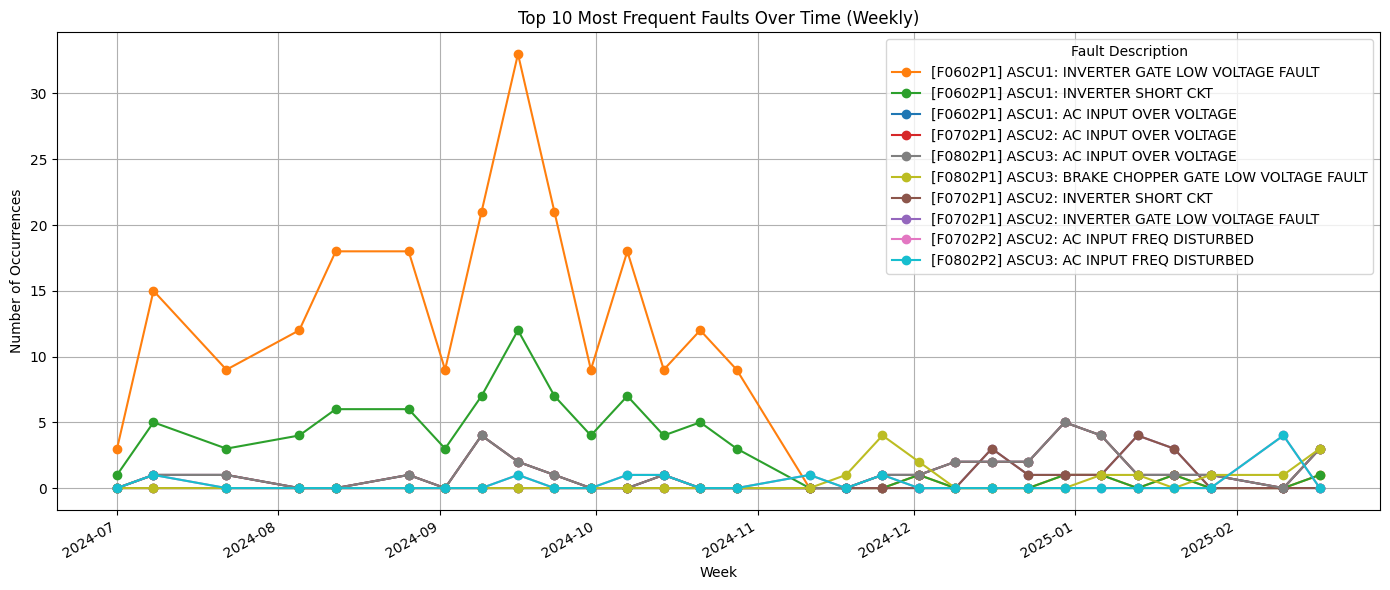 Top 10 Most Frequent Faults Over Time (Weekly)
Number of Occurrences
30
25
20
15
10
5
0
Fault Description
[F0602P1] ASCU1: INVERTER GATE LOW VOLTAGE FAULT
[F0602P1] ASCU1: INVERTER SHORT CKT
[F0602P1] ASCU1: AC INPUT OVER VOLTAGE
[F0702P1] ASCU2: AC INPUT OVER VOLTAGE
[F0802P1] ASCU3: AC INPUT OVER VOLTAGE
[F0802P1] ASCU3: BRAKE CHOPPER GATE LOW VOLTAGE FAULT
[F0702P1] ASCU2: INVERTER SHORT CKT
[F0702P1] ASCU2: INVERTER GATE LOW VOLTAGE FAULT
[F0702P2] ASCU2: AC INPUT FREQ DISTURBED
[F0802P2] ASCU3: AC INPUT FREQ DISTURBED
2024-07
2024-08
2024-09
2024-10
2024-11
2024-12
2025-01
2025-02
Week